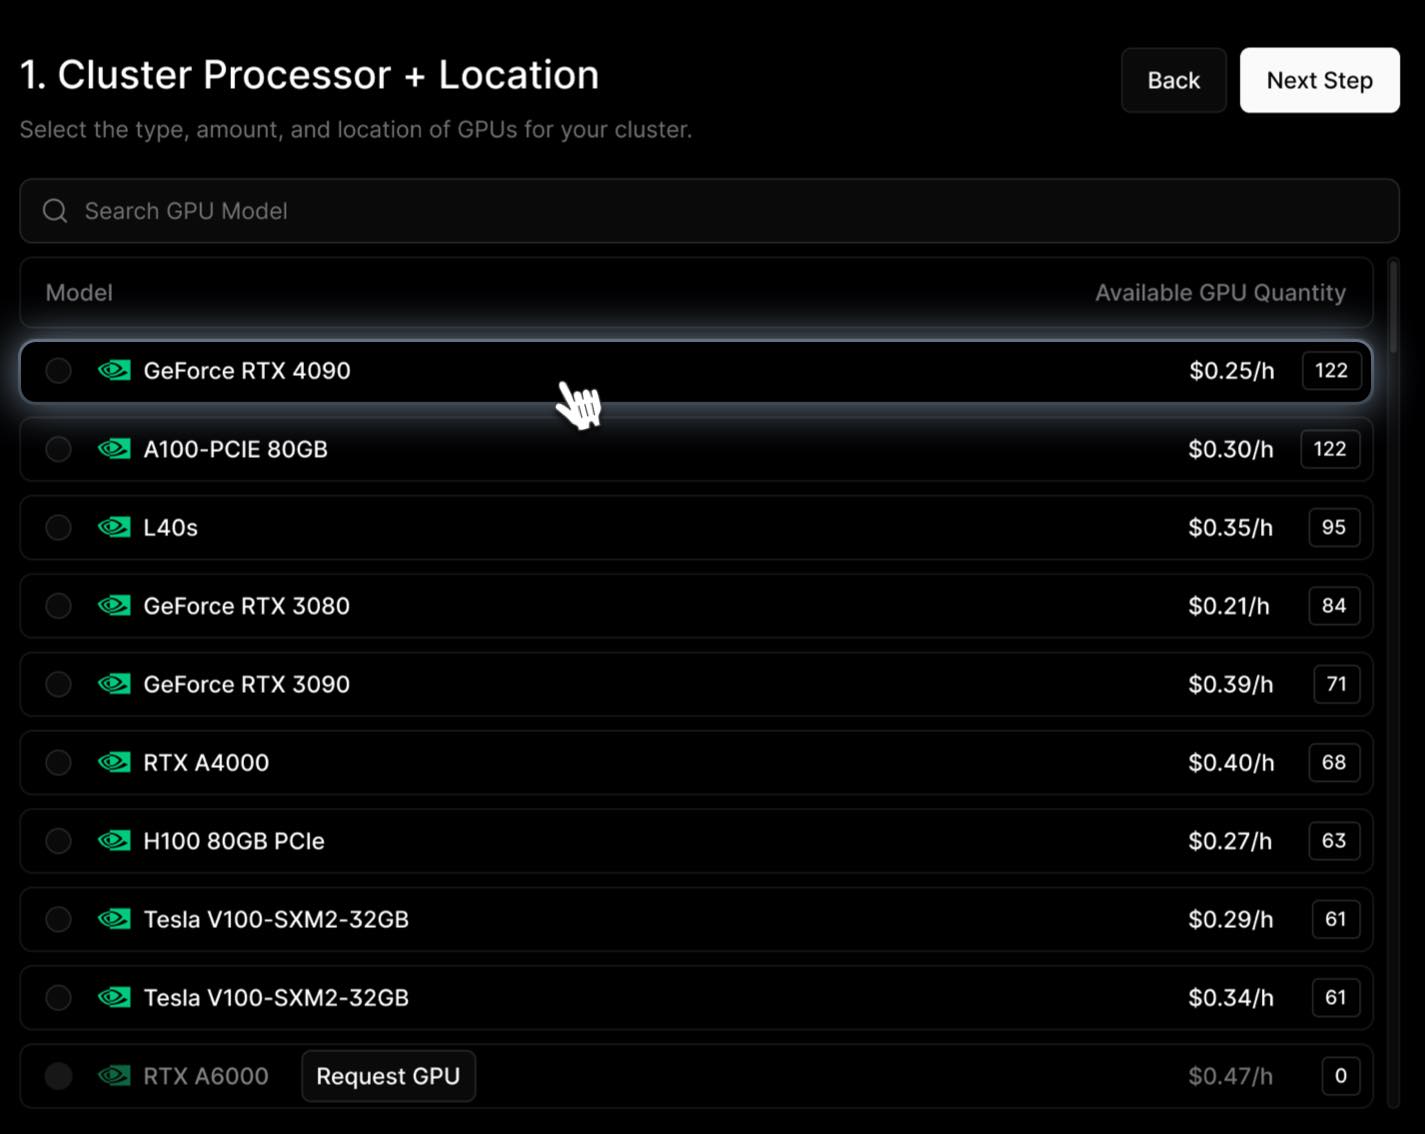 1. Cluster Processor + Location
Back
Next Step
Select the type, amount, and location of GPUs for your cluster.
Search GPU Model
Model Available GPU Quantity
GeForce RTX 4090 $0.25/h 122
A100-PCIE 80GB $0.30/h 122
L40s $0.35/h 95
GeForce RTX 3080 $0.21/h 84
GeForce RTX 3090 $0.39/h 71
RTX A4000 $0.40/h 68
H100 80GB PCIe $0.27/h 63
Tesla V100-SXM2-32GB $0.29/h 61
Tesla V100-SXM2-32GB $0.34/h 61
RTX A6000 Request GPU $0.47/h 0